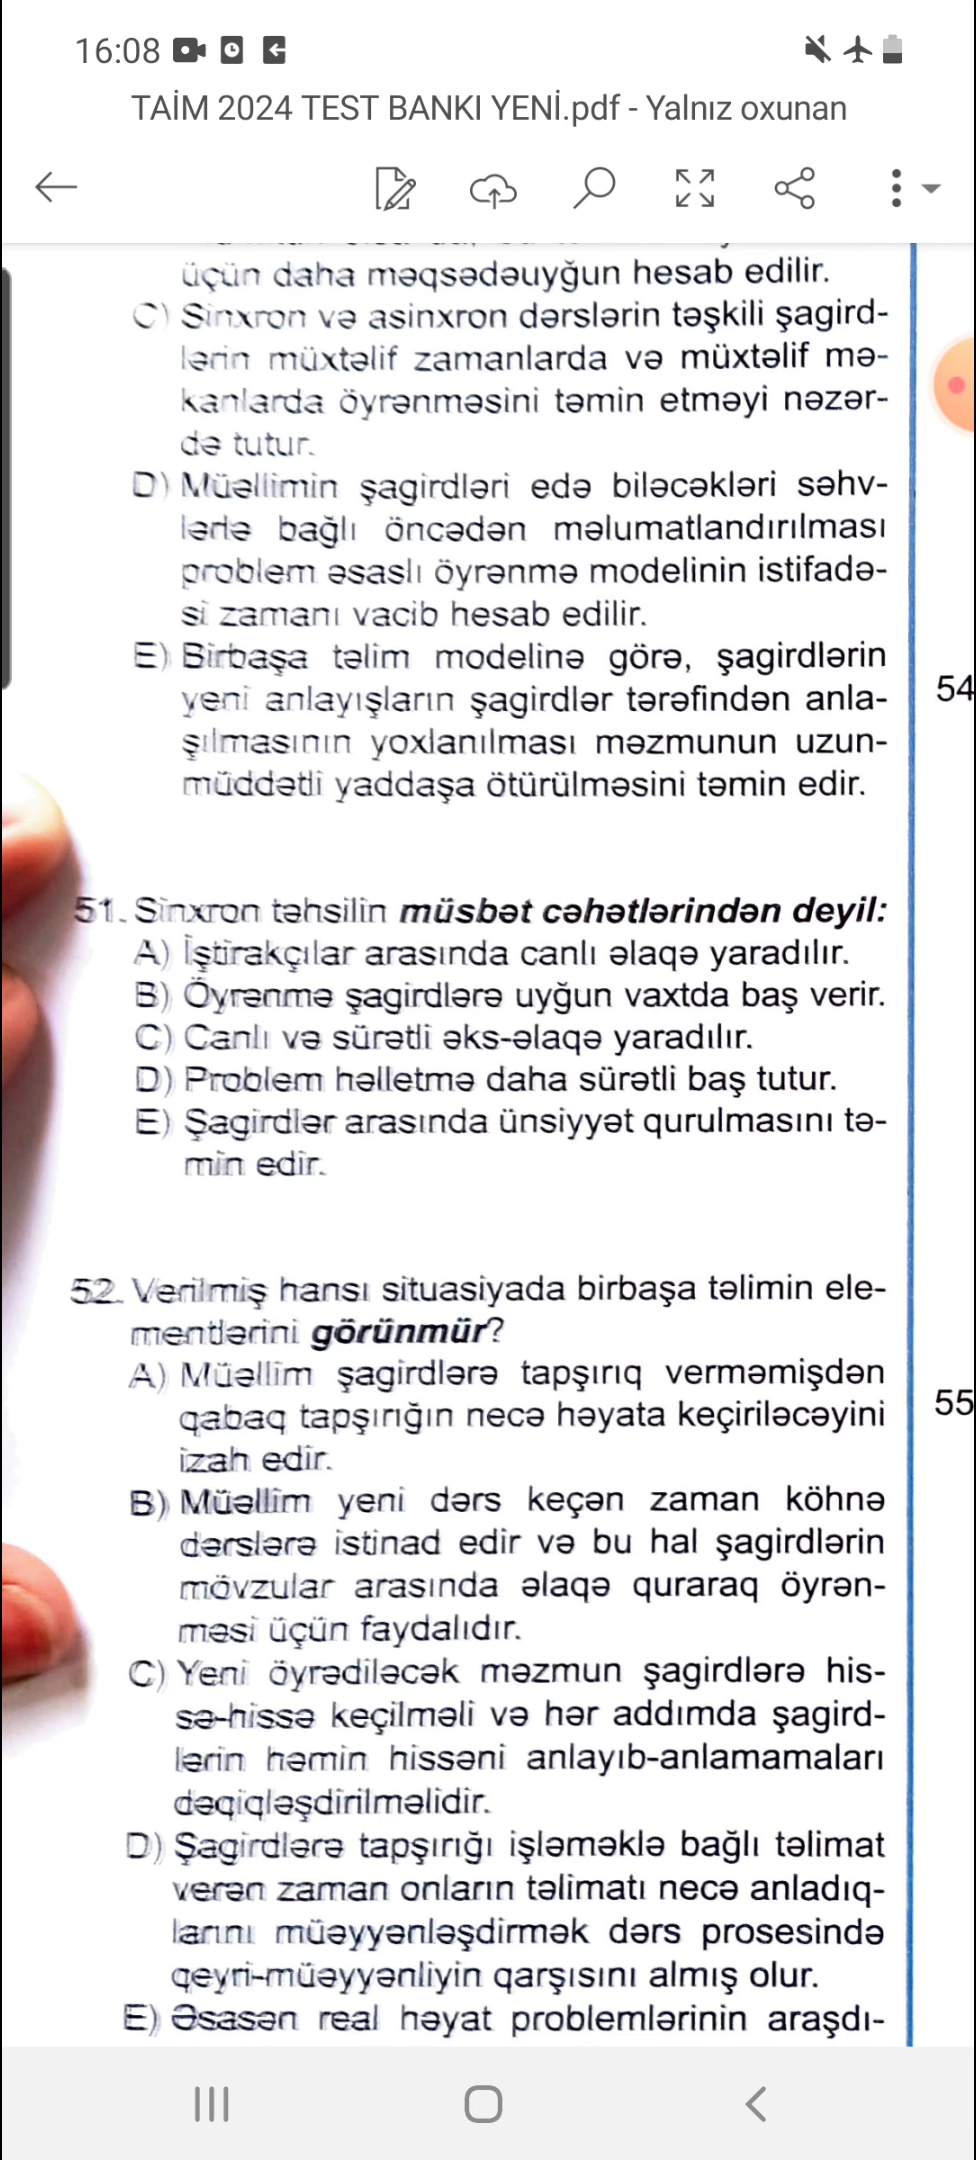 16:08
TAİM 2024 TEST BANKI YENİ.pdf - Yalnız oxunan
üçün daha məqsədəuyğun hesab edilir.
C) Sinxron və asinxron dərslərin təşkili şagird-
lərin müxtəlif zamanlarda və müxtəlif mə-
kanlarda öyrənməsini təmin etməyi nəzər-
də tutur.
D) Müəllimin şagirdləri edə biləcəkləri səhv-
lərlə bağlı öncədən məlumatlandırılması
problem əsaslı öyrənmə modelinin istifadə-
si zamanı vacib hesab edilir.
E) Birbaşa təlim modelinə görə, şagirdlərin
yeni anlayışların şagirdlər tərəfindən anla-
şılmasının yoxlanılması məzmunun uzun-
müddətli yaddaşa ötürülməsini təmin edir.
54
51. Sinxron təhsilin müsbət cəhətlərindən deyil:
A) İştirakçılar arasında canlı əlaqə yaradılır.
B) Öyrənmə şagirdlərə uyğun vaxtda baş verir.
C) Canlı və sürətli əks-əlaqə yaradılır.
D) Problem həlletmə daha sürətli baş tutur.
E) Şagirdlər arasında ünsiyyət qurulmasını tə-
min edir.
52. Verilmiş hansı situasiyada birbaşa təlimin ele-
mentlərini görünmür?
A) Müəllim şagirdlərə tapşırıq verməmişdən
qabaq tapşırığın necə həyata keçiriləcəyini
izah edir.
55
B) Müəllim yeni dərs keçən zaman köhnə
dərslərə istinad edir və bu hal şagirdlərin
mövzular arasında əlaqə quraraq öyrən-
məsi üçün faydalıdır.
C) Yeni öyrədiləcək məzmun şagirdlərə his-
sə-hissə keçilməli və hər addımda şagird-
lərin həmin hissəni anlayıb-anlamamaları
dəqiqləşdirilməlidir.
D) Şagirdlərə tapşırığı işləməklə bağlı təlimat
verən zaman onların təlimatı necə anladıq-
larını müəyyənləşdirmək dərs prosesində
qeyri-müəyyənliyin qarşısını almış olur.
E) Əsasən real həyat problemlərinin araşdı-